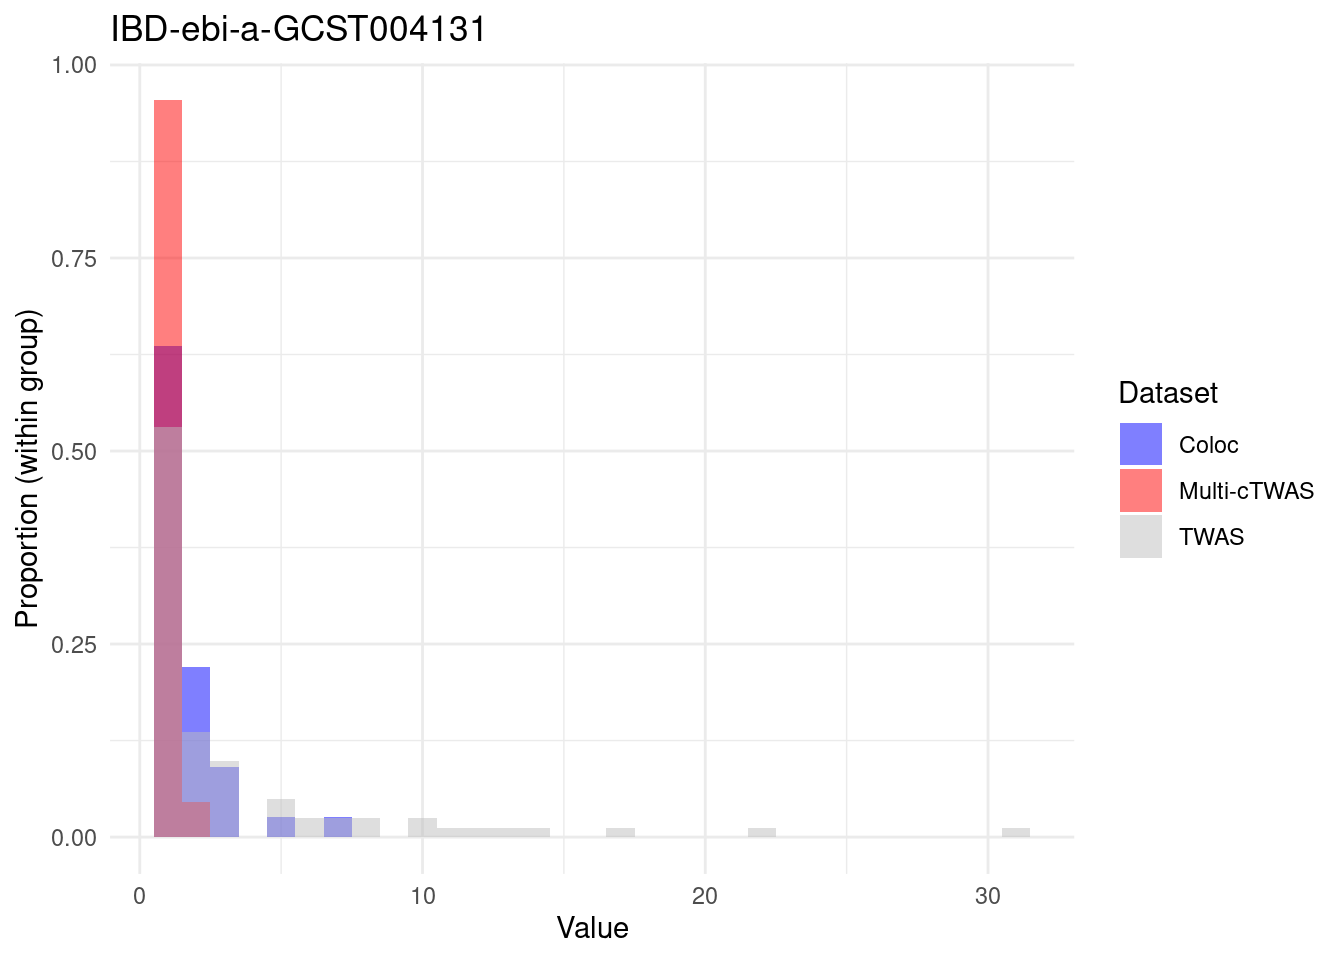 IBD-ebi-a-GCST004131
Proportion (within group)
1.00
0.75
0.50
0.25
0.00
0
10
20
30
Value
Dataset
Coloc
Multi-cTWAS
TWAS